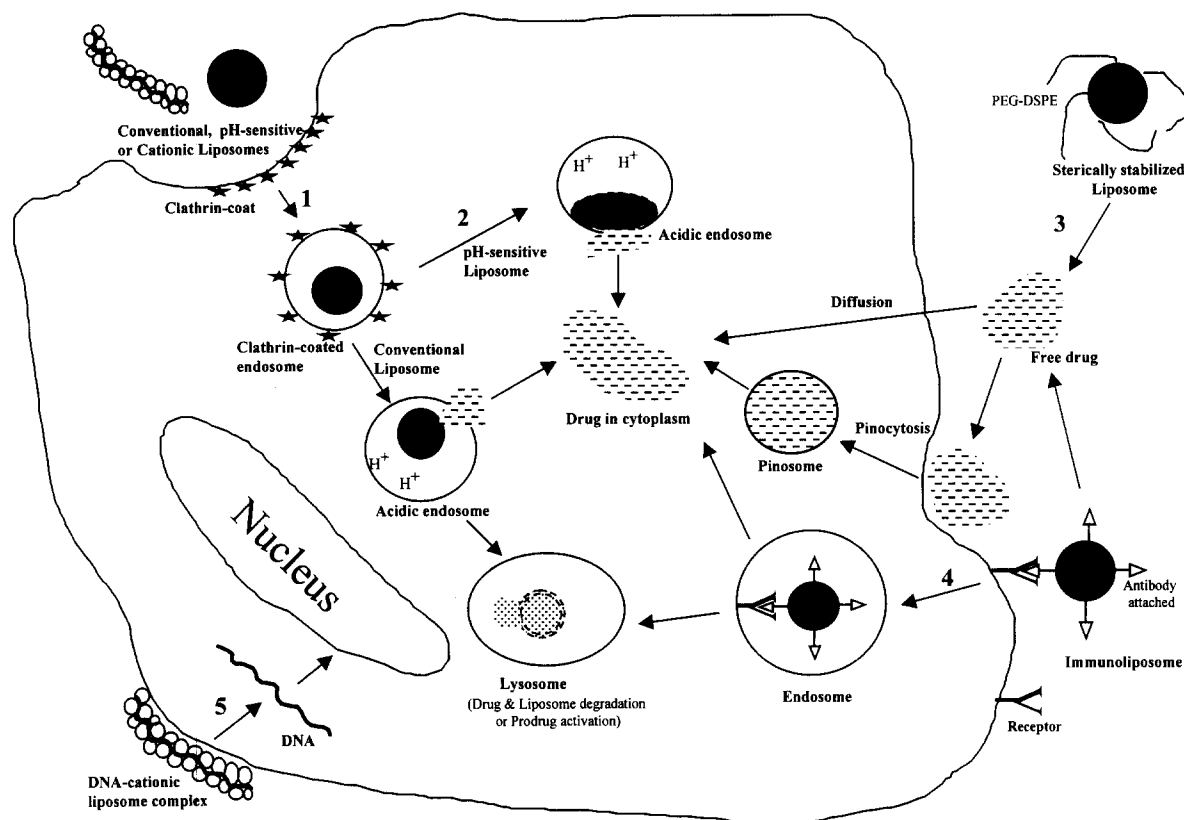 Conventional, pH-sensitive
or Cationic Liposomes
Clathrin-coat
1
Clathrin-coated
endosome
2
pH-sensitive
Liposome
H+ H+
Acidic endosome
PEG-DSPE
Sterically stabilized
Liposome
3
Diffusion
Free drug
Conventional
Liposome
Drug in cytoplasm
Pinocytosis
Pinosome
H+
H+
Acidic endosome
Nucleus
4
Antibody
attached
Immunoliposome
Endosome
Receptor
Lysosome
(Drug & Liposome degradation
or Prodrug activation)
5
DNA
DNA-cationic
liposome complex